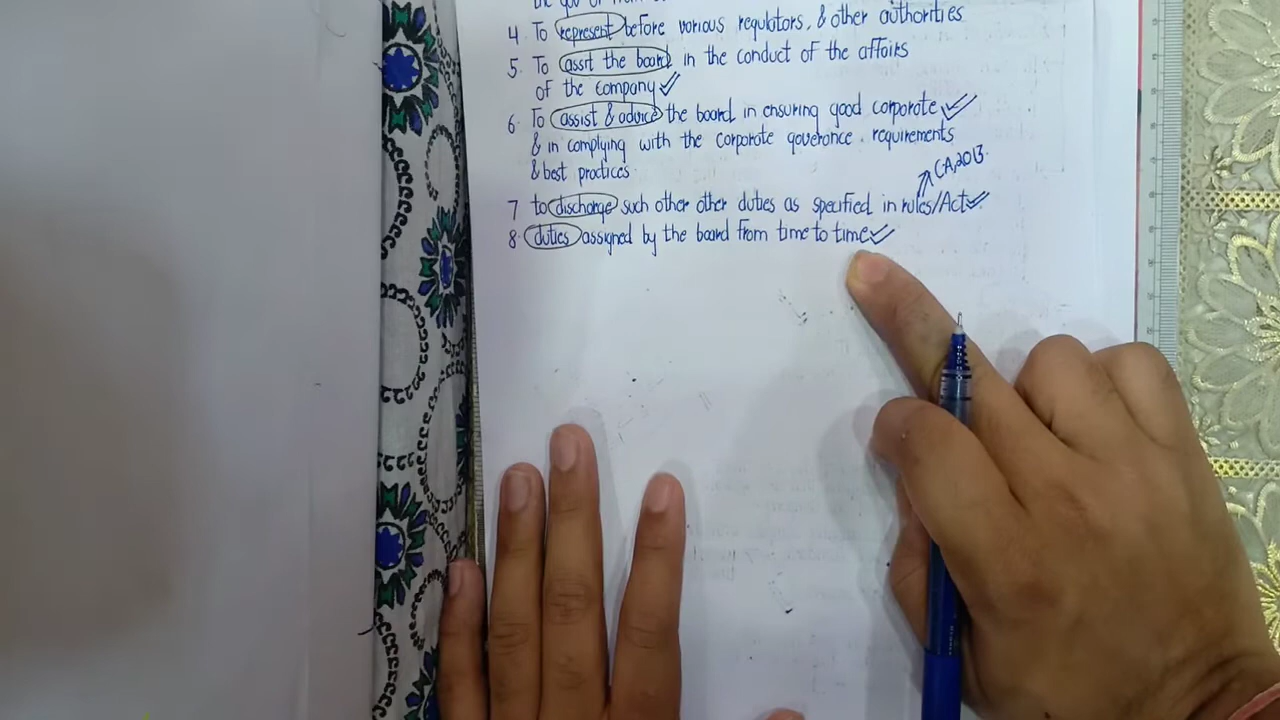 4 To represent before various regulators, & other authorities
5. To assit the board in the conduct of the affairs
of the company
6. To assist & advice the board in ensuring good corporate
& in complying with the corporate goverance. requirements
& best practices
CA,2013.
7 to discharge such other other duties as specified in rules/Act
8. duties assigned by the board from time to time